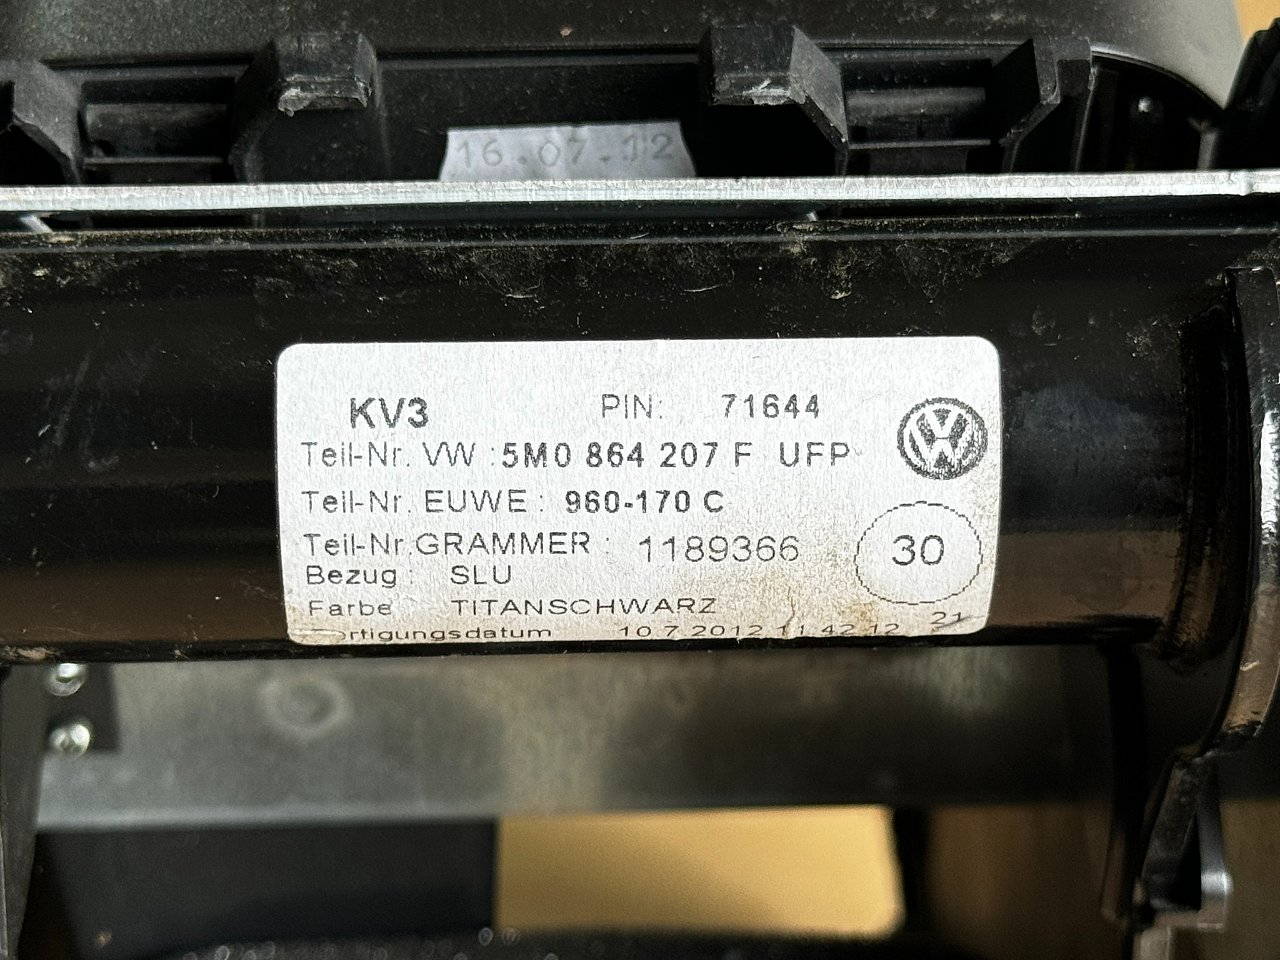 16.07.12
KV3 PIN: 71644
Teil-Nr. VW : 5M0 864 207 F UFP
Teil-Nr. EUWE : 960-170 C
Teil-Nr. GRAMMER : 1189366
30
Bezug : SLU
Farbe TITANSCHWARZ
rtigungsdatum 10.7.2012 11.42.12 21